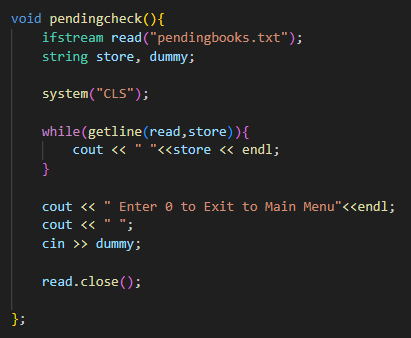 void pendingcheck(){
    ifstream read("pendingbooks.txt");
    string store, dummy;
    system("CLS");
    while(getline(read,store)){
        cout << " "<<store << endl;
    }
    cout << " Enter 0 to Exit to Main Menu"<<endl;
    cout << " ";
    cin >> dummy;
    read.close();
};